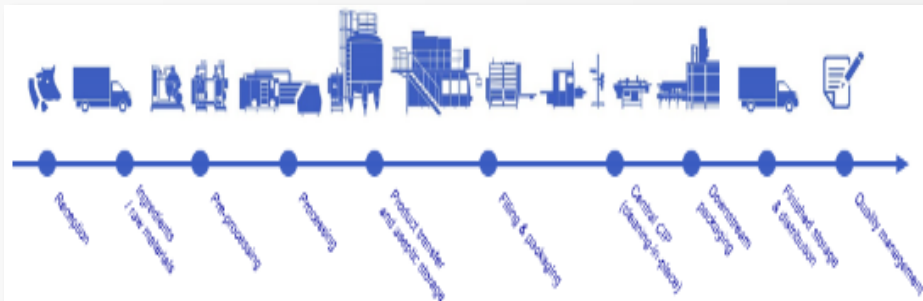 Reception
Ingredients
/ raw materials
Pre-processing
Processing
Product transfer
and aseptic storage
Filling & packaging
Central CIP
(cleaning-in-place)
Downstream
packaging
Finished storage
& distribution
Quality management